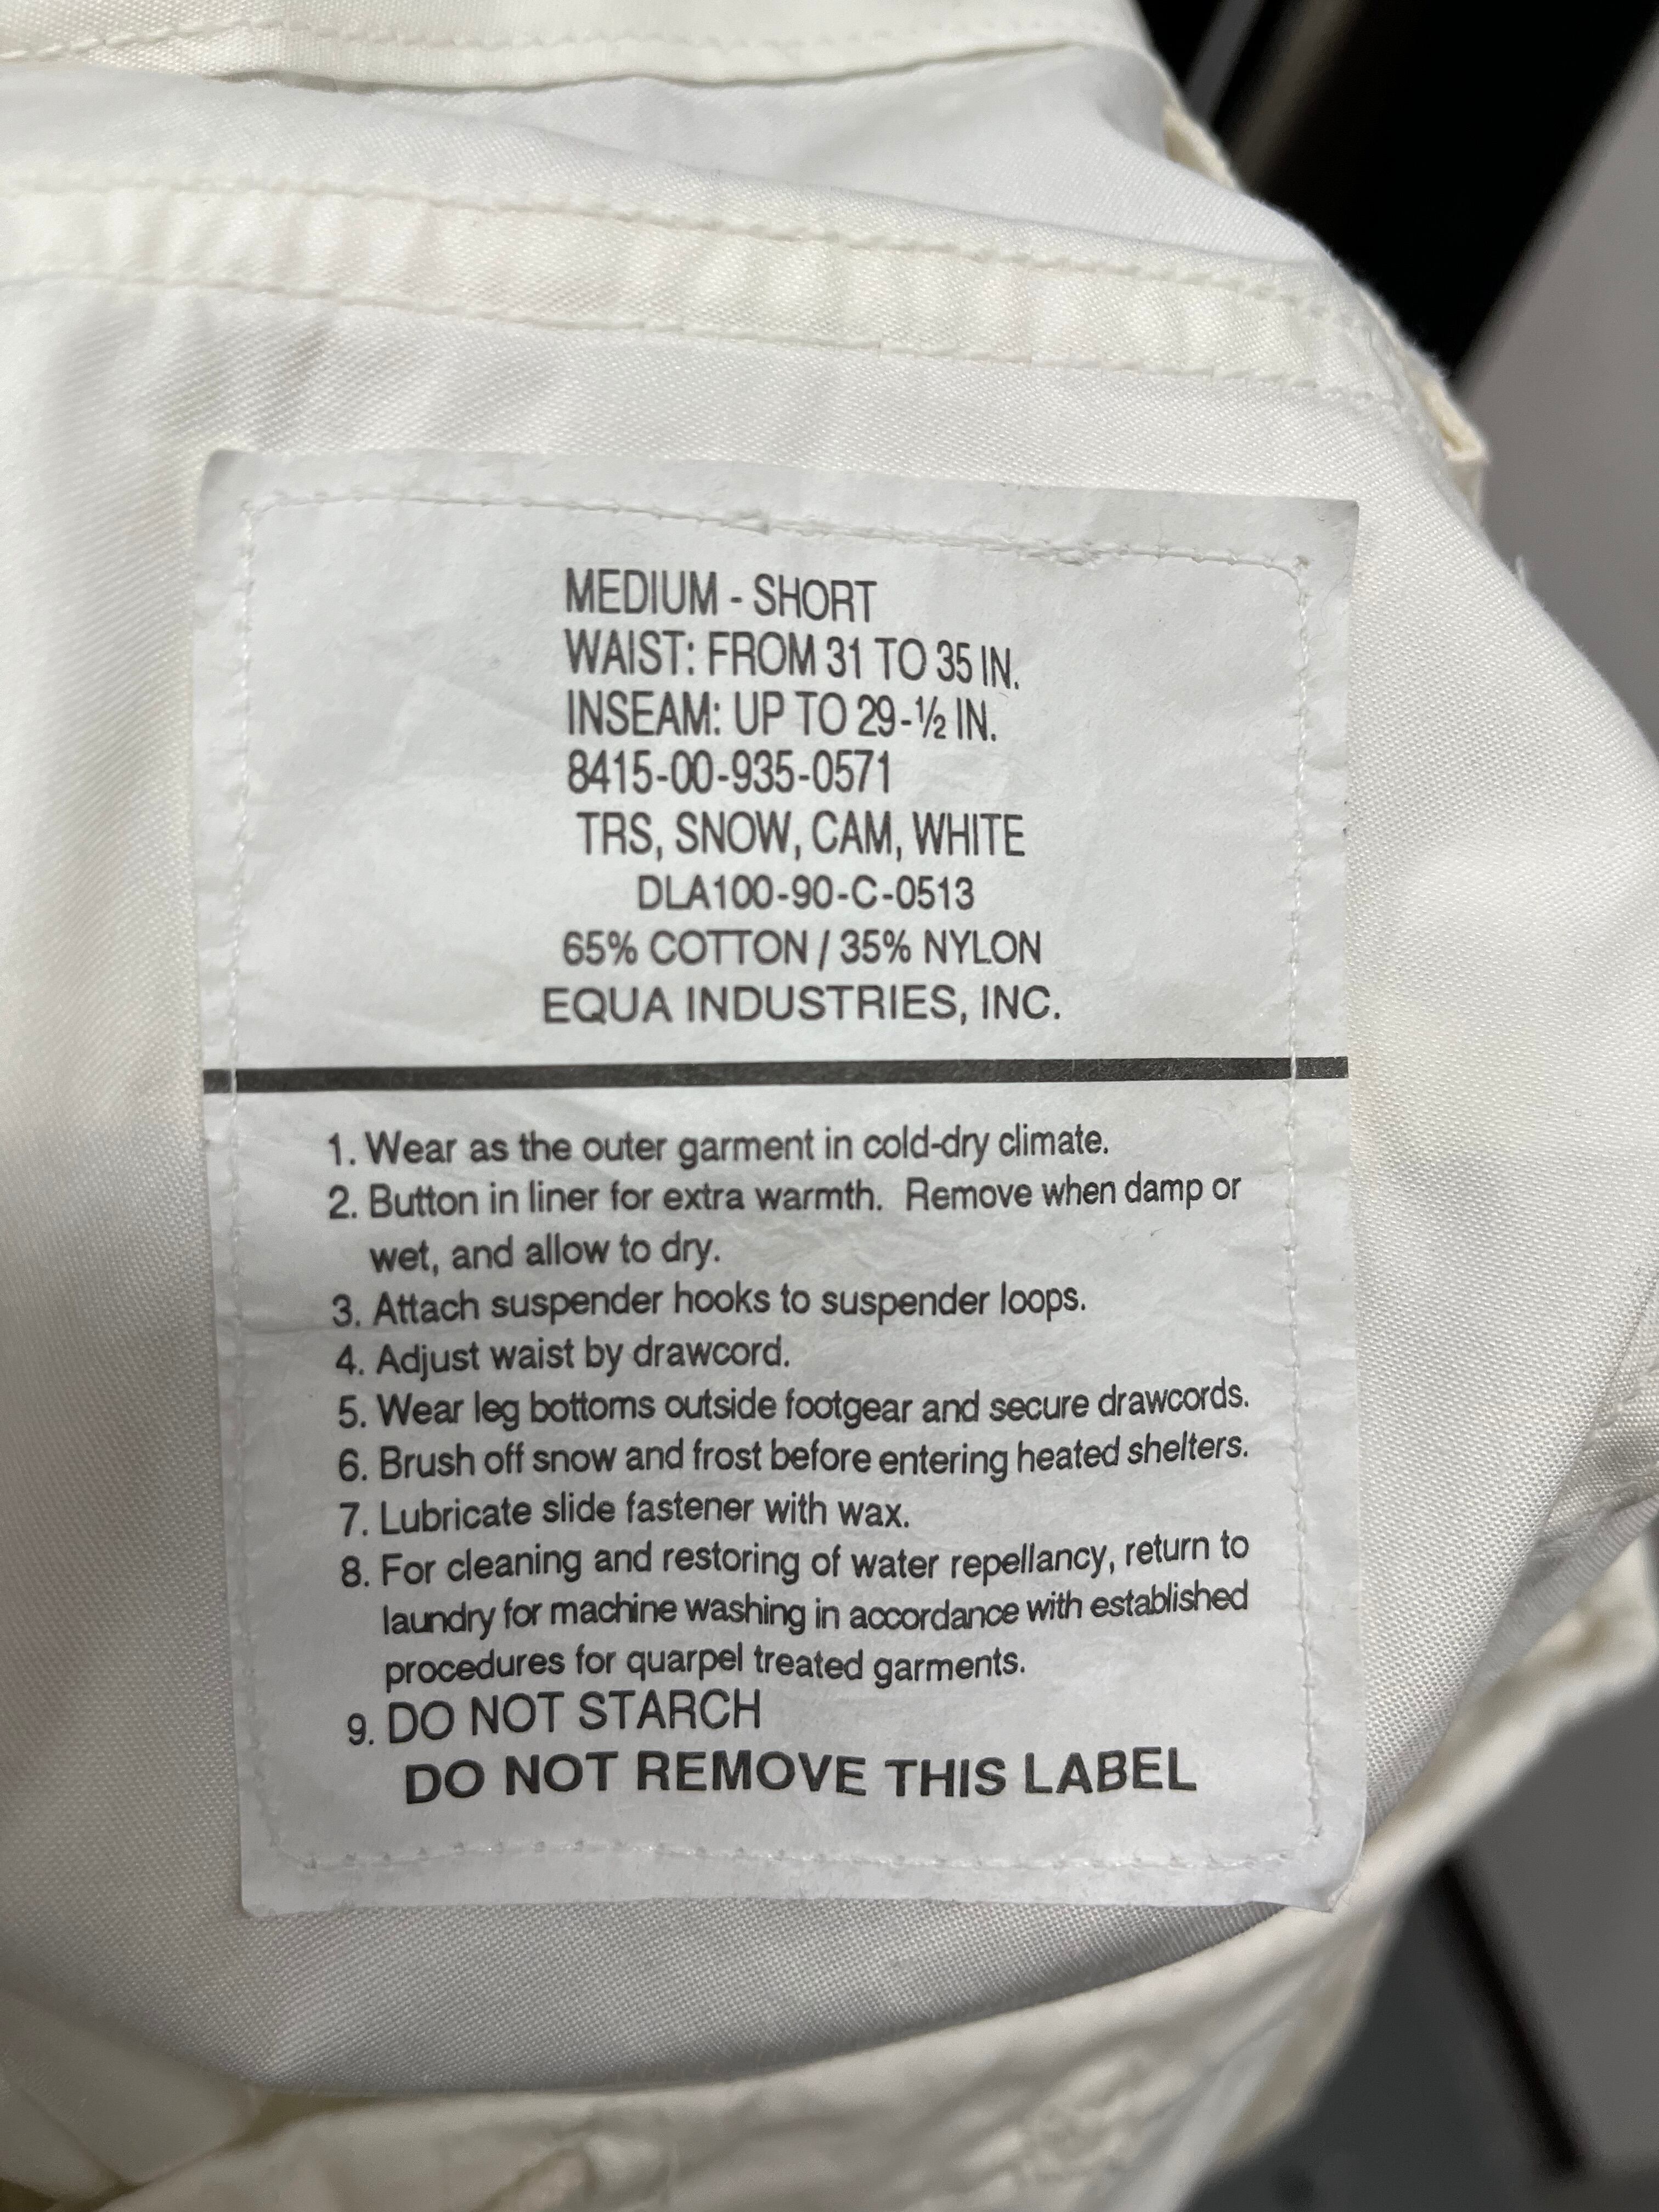 MEDIUM - SHORT
WAIST: FROM 31 TO 35 IN.
INSEAM: UP TO 29-½ IN.
8415-00-935-0571
TRS, SNOW, CAM, WHITE
DLA100-90-C-0513
65% COTTON / 35% NYLON
EQUA INDUSTRIES, INC.
1. Wear as the outer garment in cold-dry climate.
2. Button in liner for extra warmth. Remove when damp or
wet, and allow to dry.
3. Attach suspender hooks to suspender loops.
4. Adjust waist by drawcord.
5. Wear leg bottoms outside footgear and secure drawcords.
6. Brush off snow and frost before entering heated shelters.
7. Lubricate slide fastener with wax.
8. For cleaning and restoring of water repellancy, return to
laundry for machine washing in accordance with established
procedures for quarpel treated garments.
9. DO NOT STARCH
DO NOT REMOVE THIS LABEL